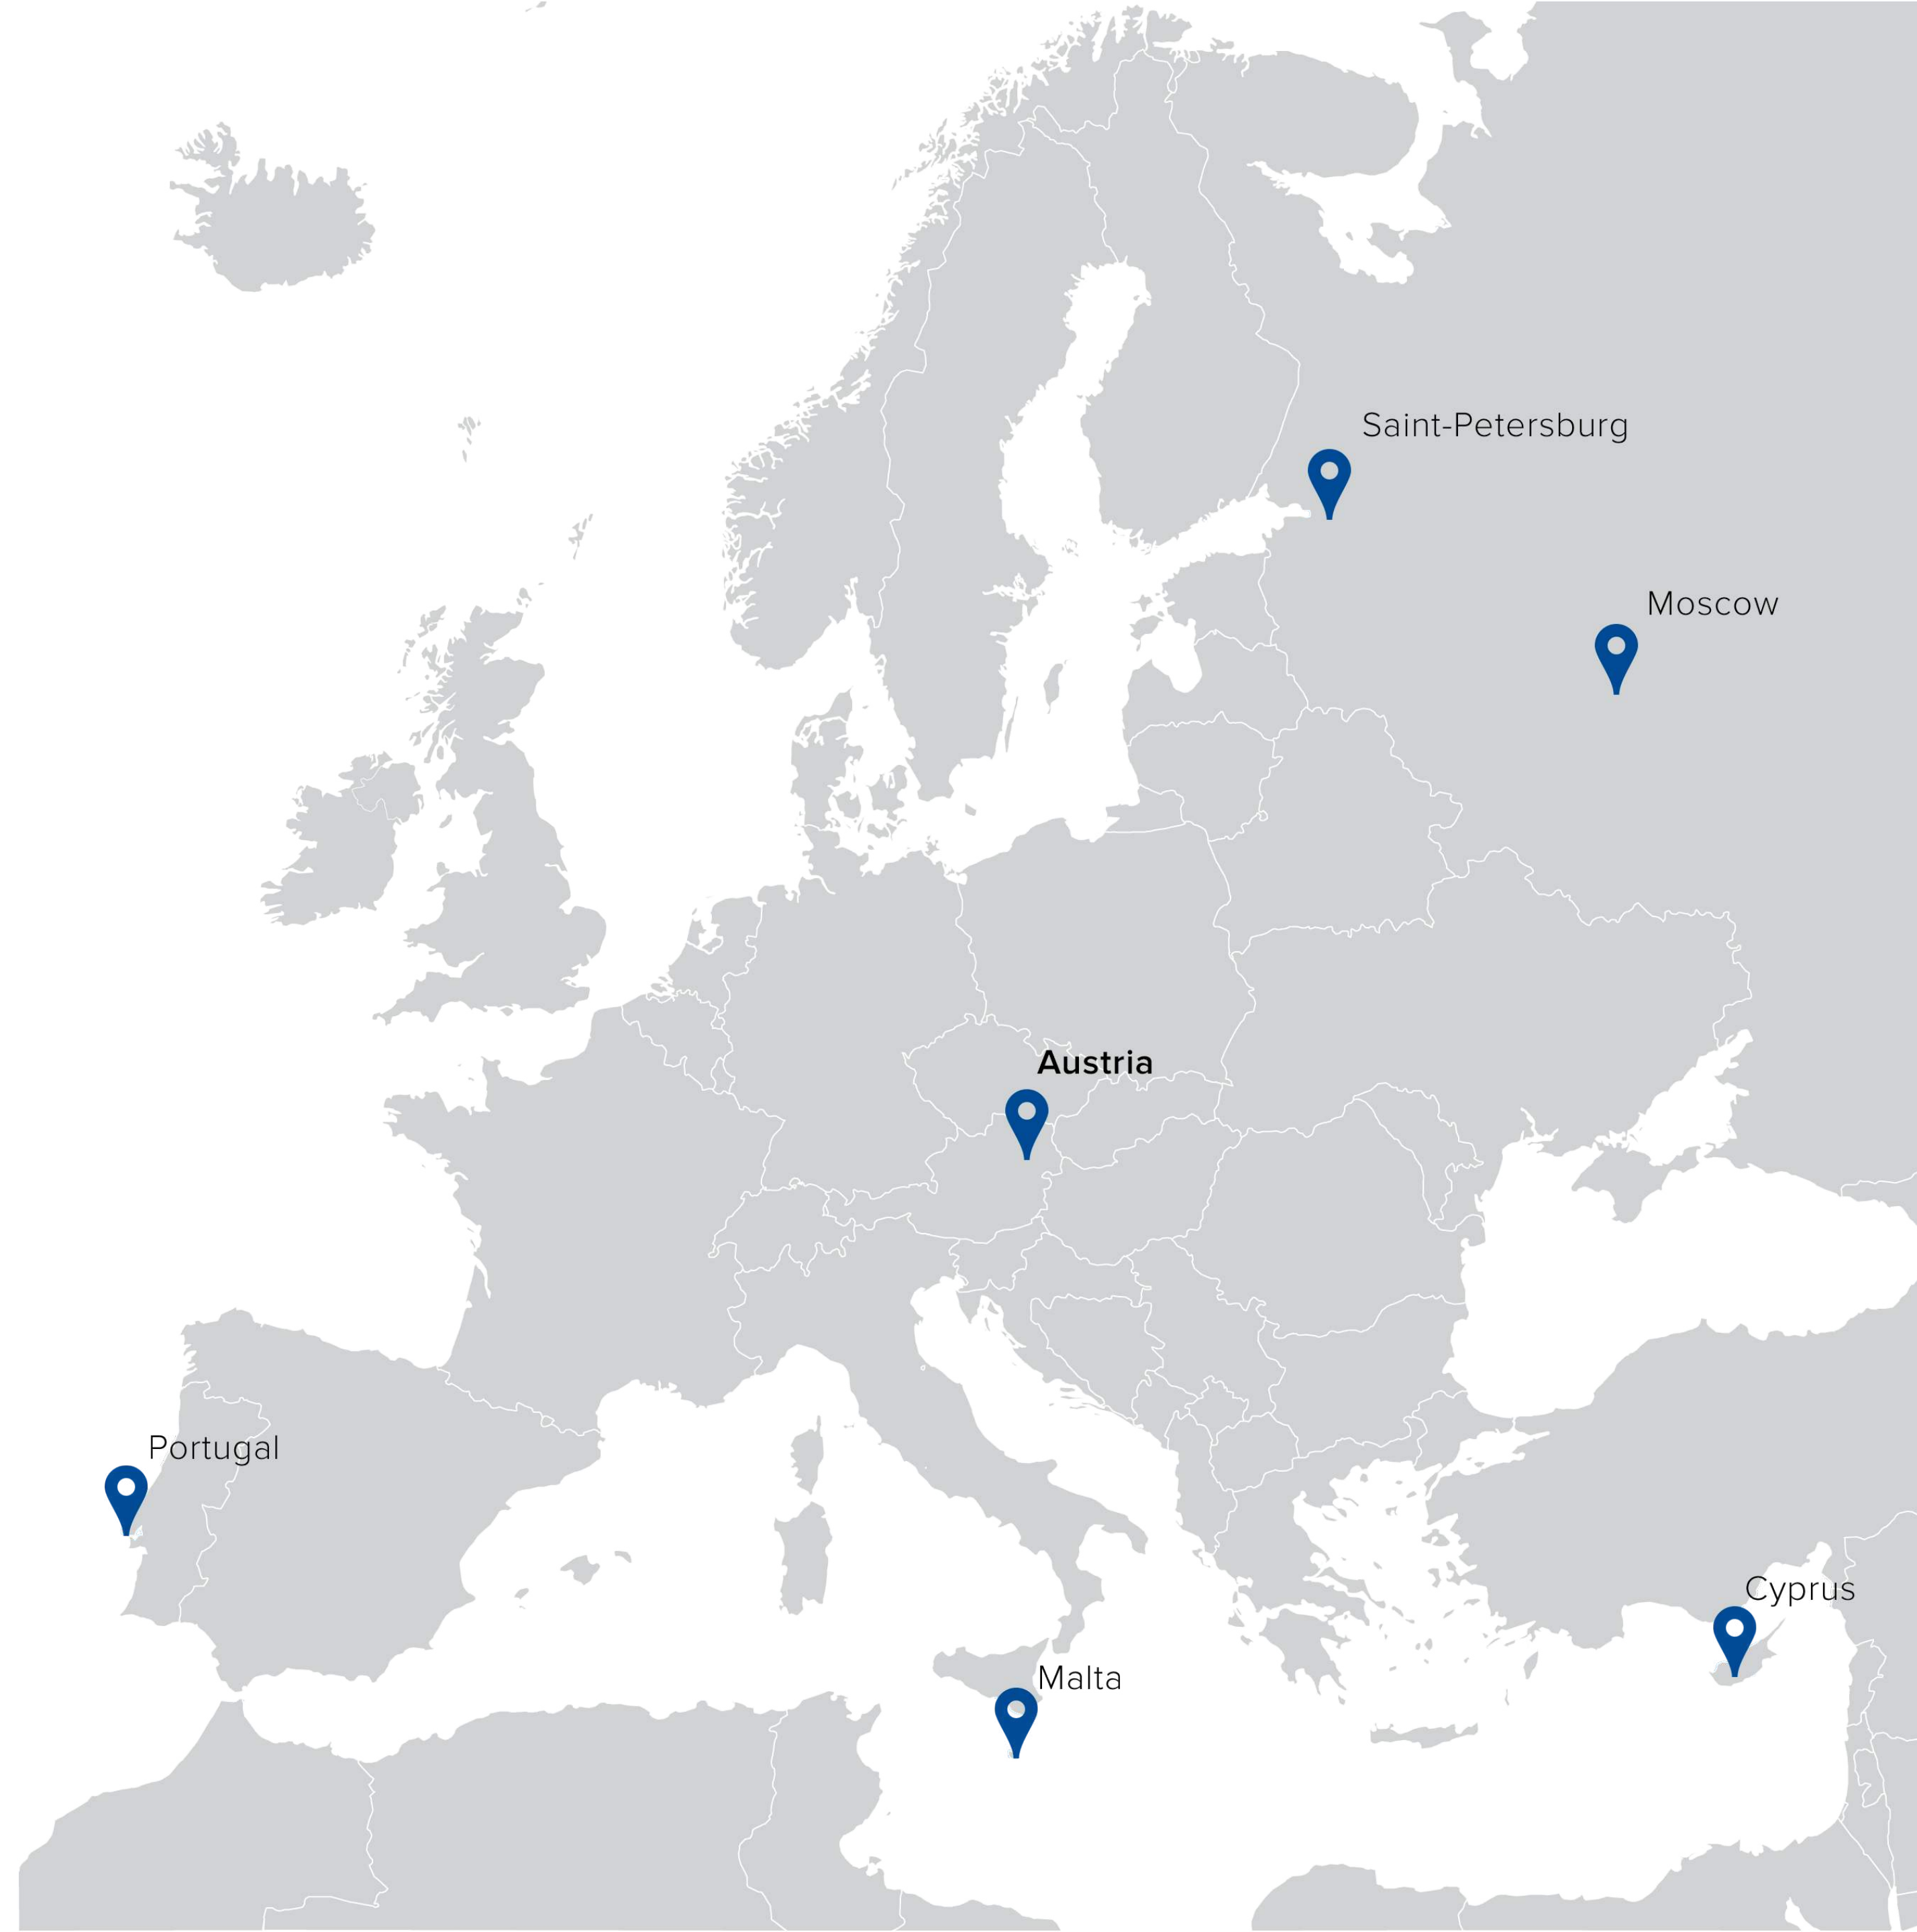 Saint-Petersburg
Moscow
Austria
Portugal
Cyprus
Malta